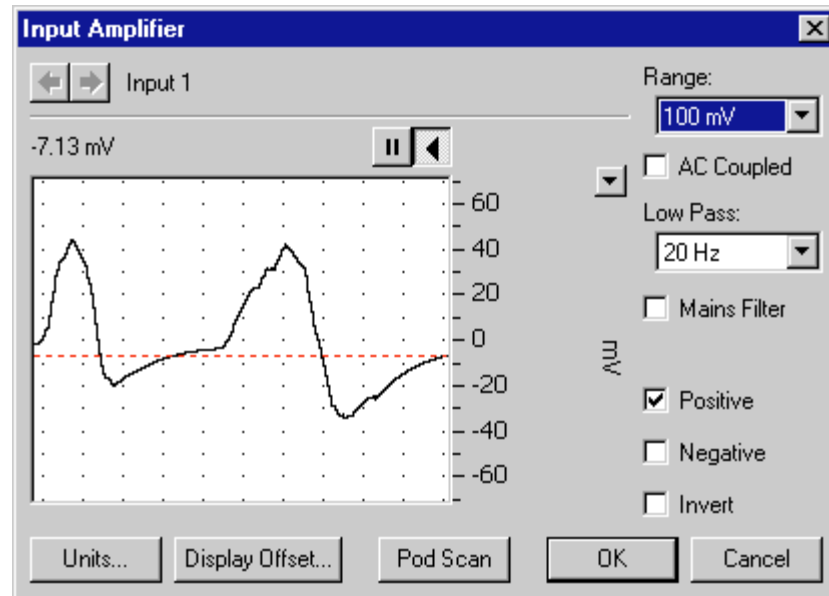 Input Amplifier
Input 1
Range:
100 mV
-7.13 mV
AC Coupled
Low Pass:
20 Hz
Mains Filter
60
40
20
0
-20
-40
-60
mV
Positive
Negative
Invert
Units...
Display Offset...
Pod Scan
OK
Cancel